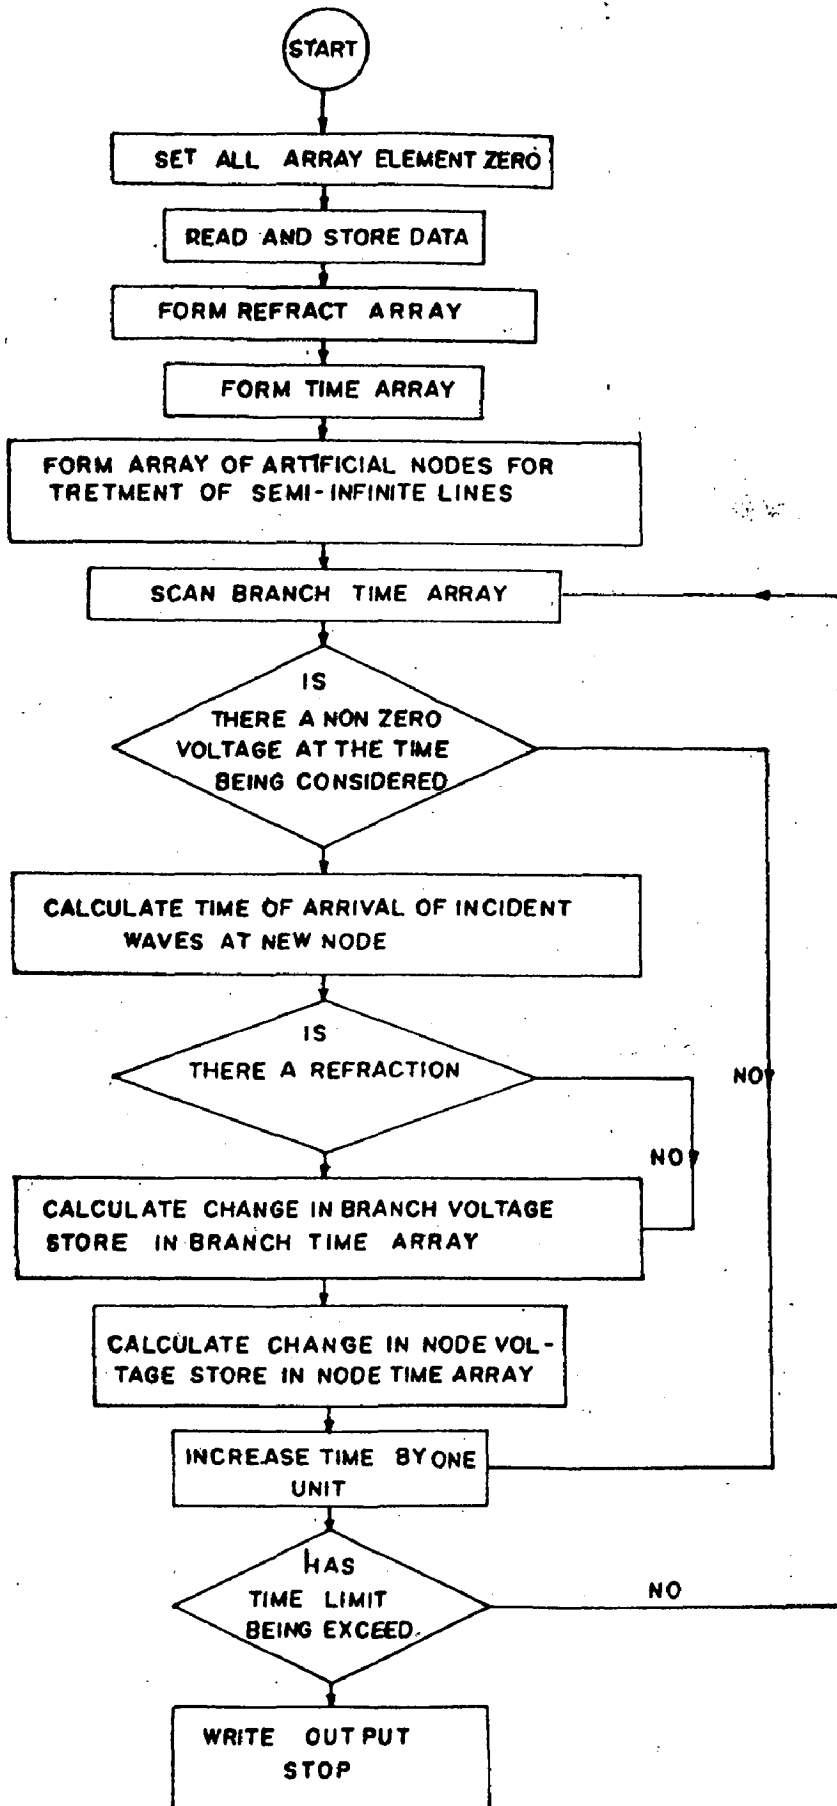 START
SET ALL ARRAY ELEMENT ZERO
READ AND STORE DATA
FORM REFRACT ARRAY
FORM TIME ARRAY
FORM ARRAY OF ARTIFICIAL NODES FOR
TRETMENT OF SEMI-INFINITE LINES
SCAN BRANCH TIME ARRAY
IS
THERE A NON ZERO
VOLTAGE AT THE TIME
BEING CONSIDERED
CALCULATE TIME OF ARRIVAL OF INCIDENT
WAVES AT NEW NODE
IS
THERE A REFRACTION
NO
NO
CALCULATE CHANGE IN BRANCH VOLTAGE
STORE IN BRANCH TIME ARRAY
CALCULATE CHANGE IN NODE VOL-
TAGE STORE IN NODE TIME ARRAY
INCREASE TIME BY ONE
UNIT
HAS
TIME LIMIT
BEING EXCEED.
NO
WRITE OUT PUT
STOP